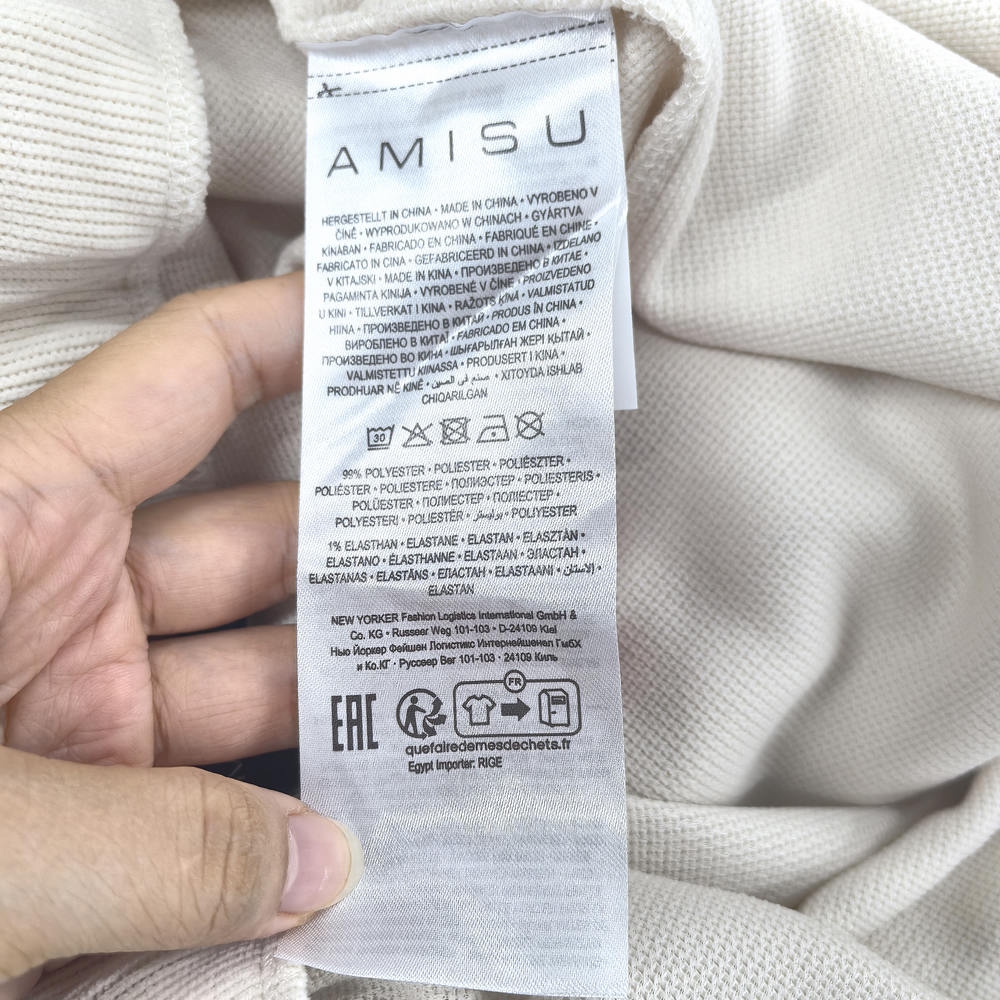 AMISU
HERGESTELLT IN CHINA • MADE IN CHINA • VYROBENO V
ČÍNĚ • WYPRODUKOWANO W CHINACH • GYÁRTVA
KÍNÁBAN • FABRICADO EN CHINA • FABRIQUÉ EN CHINE •
FABRICATO IN CINA • GEFABRICEERD IN CHINA • IZDELANO
V KITAJSKI • MADE IN KINA • ПРОИЗВЕДЕНО В КИТАЕ •
PAGAMINTA KINIJA • VYROBENÉ V ČÍNE • PROIZVEDENO
U KINI • TILLVERKAT I KINA • RAŽOTS ĶĪNĀ • VALMISTATUD
HIINA • ПРОИЗВЕДЕНО В КИТАЙ • PRODUS ÎN CHINA •
ВИРОБЛЕНО В КИТАЇ • FABRICADO EM CHINA •
ПРОИЗВЕДЕНО ВО КИНА • ШЫҒАРЫЛҒАН ЖЕРІ ҚЫТАЙ •
VALMISTETTU KIINASSA • PRODUSERT I KINA •
PRODHUAR NË KINË • صنع في الصين • XITOYDA ISHLAB
CHIQARILGAN
30
99% POLYESTER • POLIESTER • POLIÉSZTER •
POLIÉSTER • POLIESTERE • ПОЛИЭСТЕР • POLIESTERIS •
POLÜESTER • ПОЛИЕСТЕР • ПОЛІЕСТЕР •
POLYESTERI • POLIESTËR • بوليستر • POLIYESTER
1% ELASTHAN • ELASTANE • ELASTAN • ELASZTÁN •
ELASTANO • ÉLASTHANNE • ELASTAAN • ЭЛАСТАН •
ELASTANAS • ELASTĀNS • ЕЛАСТАН • ELASTAANI • الاستان •
ELASTAN
NEW YORKER Fashion Logistics International GmbH &
Co. KG • Russeer Weg 101-103 • D-24109 Kiel
Нью Йоркер Фейшен Логистикс Интернейшенел ГмбХ
и Ко.КГ • Руссеер Вег 101-103 • 24109 Киль
EAC
FR
quefairedemesdechets.fr
Egypt Importer: RIGE